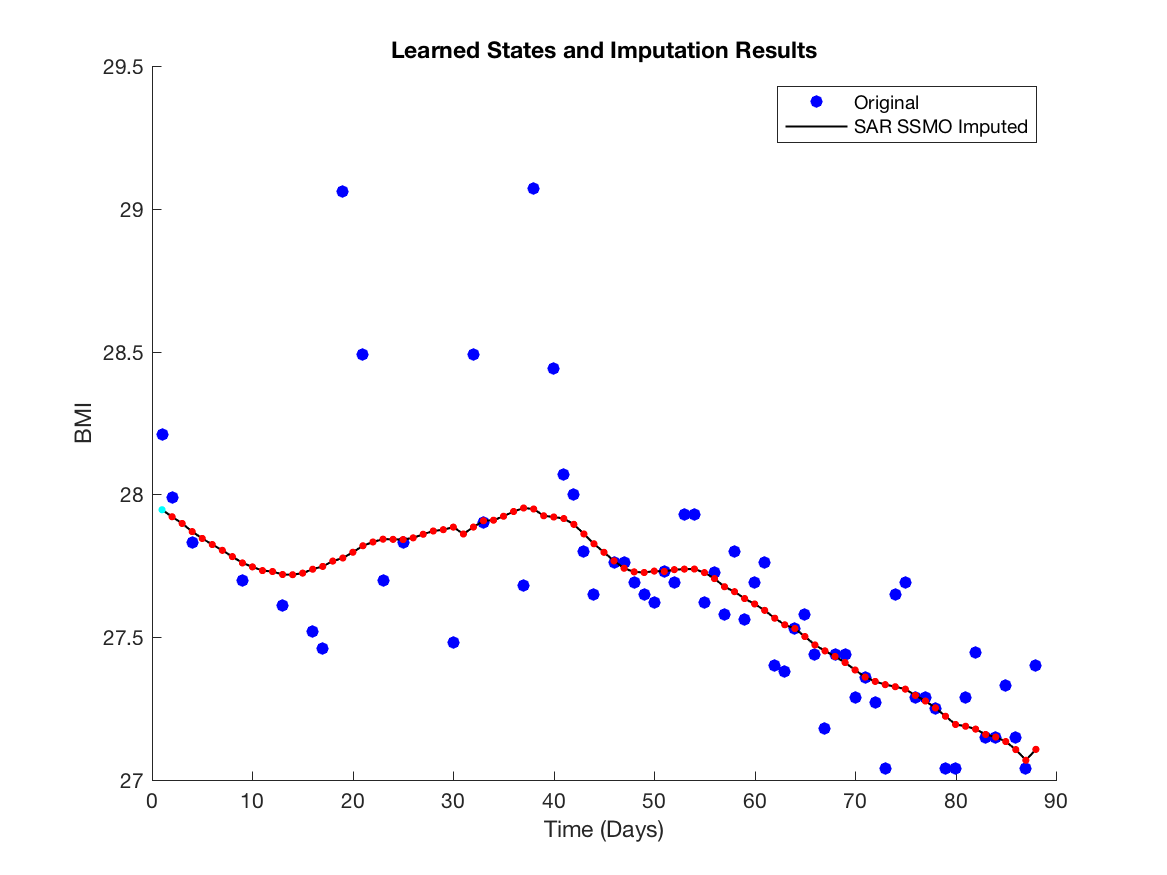 Learned States and Imputation Results
29.5
29
28.5
28
27.5
27
BMI
Original
SAR SSMO Imputed
0 10 20 30 40 50 60 70 80 90
Time (Days)